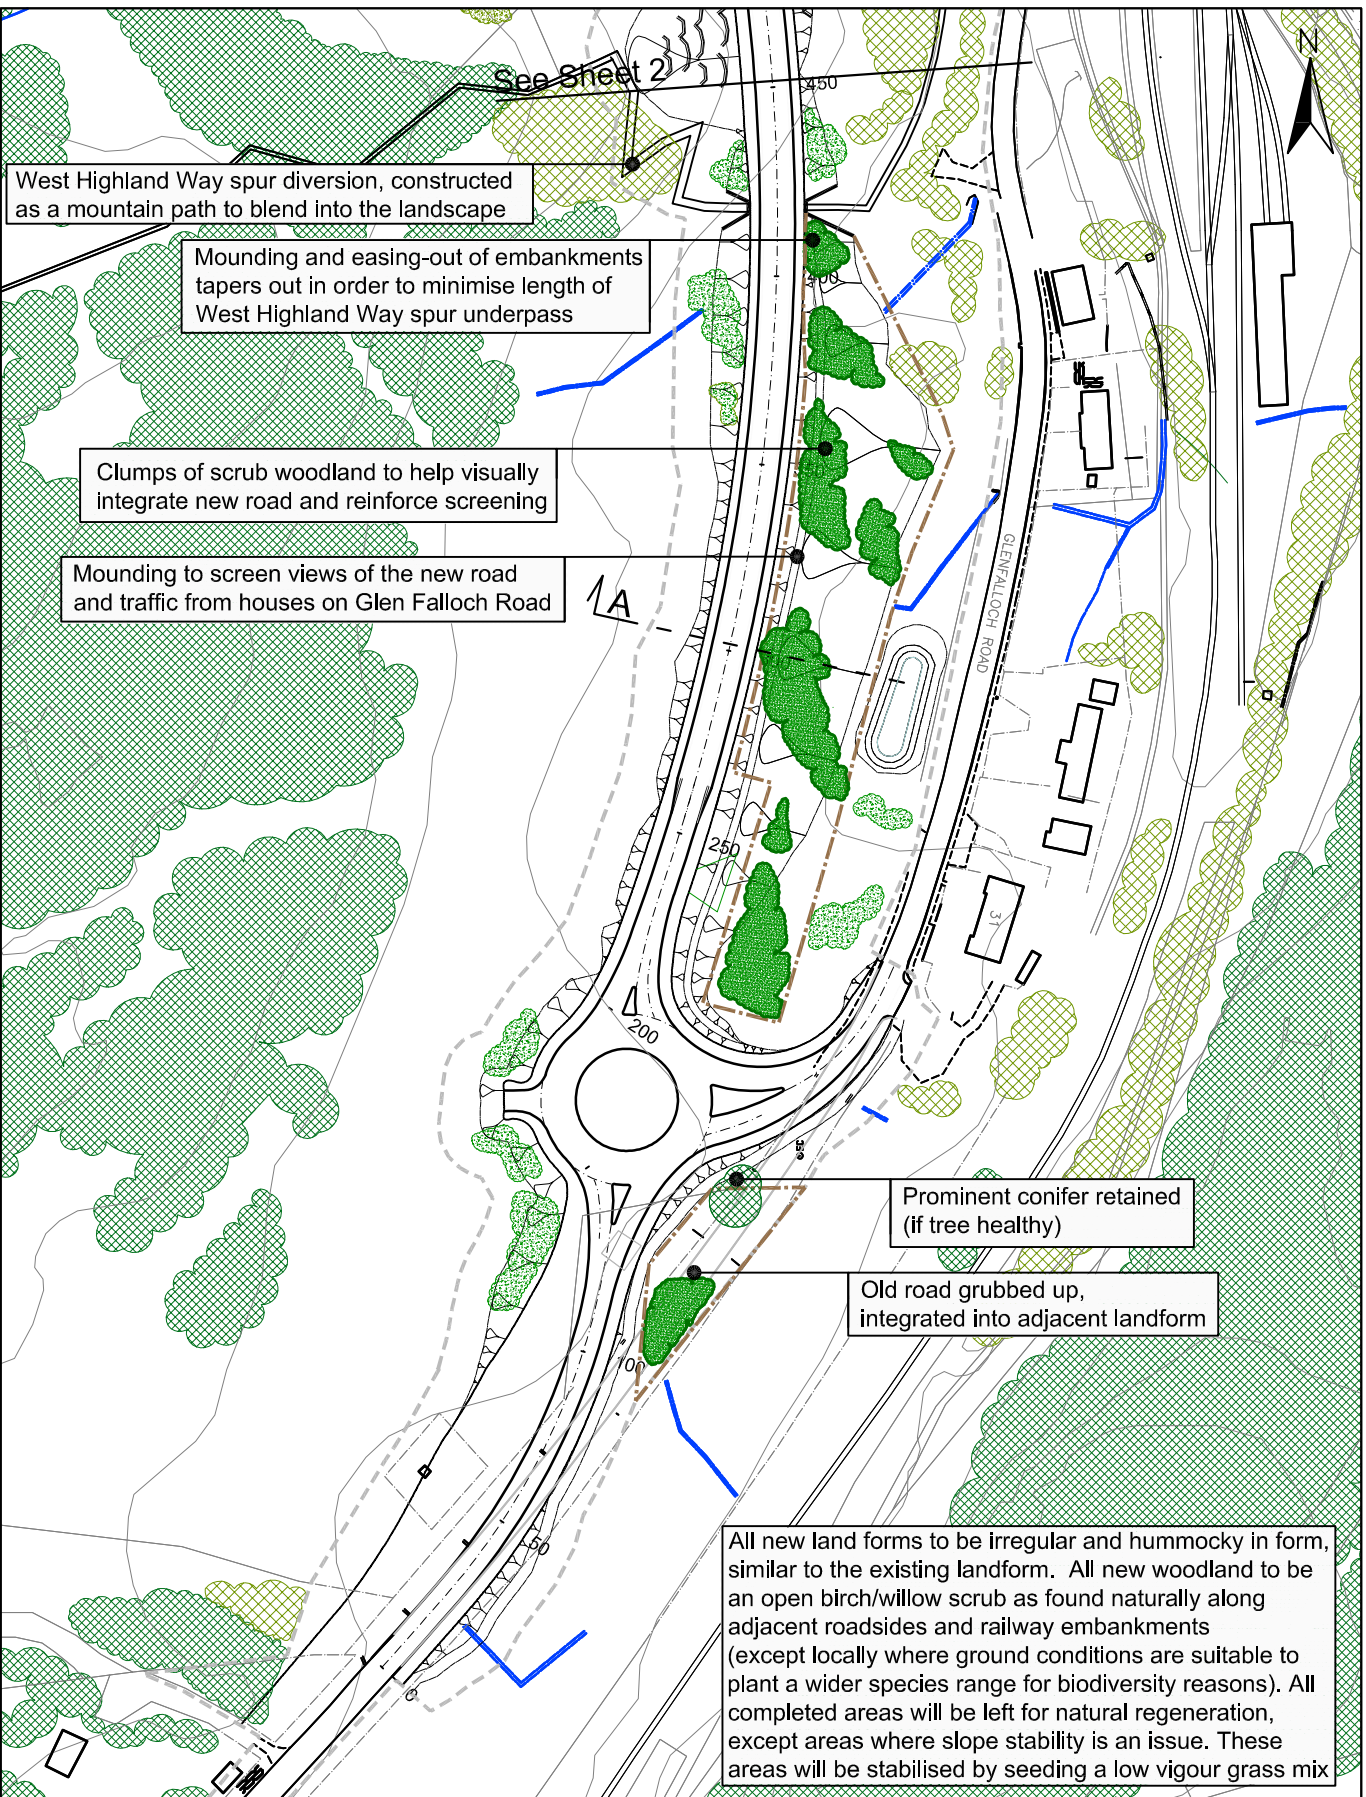 N
See Sheet 2
450
West Highland Way spur diversion, constructed
as a mountain path to blend into the landscape
Mounding and easing-out of embankments
tapers out in order to minimise length of
West Highland Way spur underpass
400
Clumps of scrub woodland to help visually
integrate new road and reinforce screening
Mounding to screen views of the new road
and traffic from houses on Glen Falloch Road
A
GLENFALLOCH ROAD
250
31
200
Prominent conifer retained
(if tree healthy)
Old road grubbed up,
integrated into adjacent landform
100
50
0
All new land forms to be irregular and hummocky in form,
similar to the existing landform. All new woodland to be
an open birch/willow scrub as found naturally along
adjacent roadsides and railway embankments
(except locally where ground conditions are suitable to
plant a wider species range for biodiversity reasons). All
completed areas will be left for natural regeneration,
except areas where slope stability is an issue. These
areas will be stabilised by seeding a low vigour grass mix